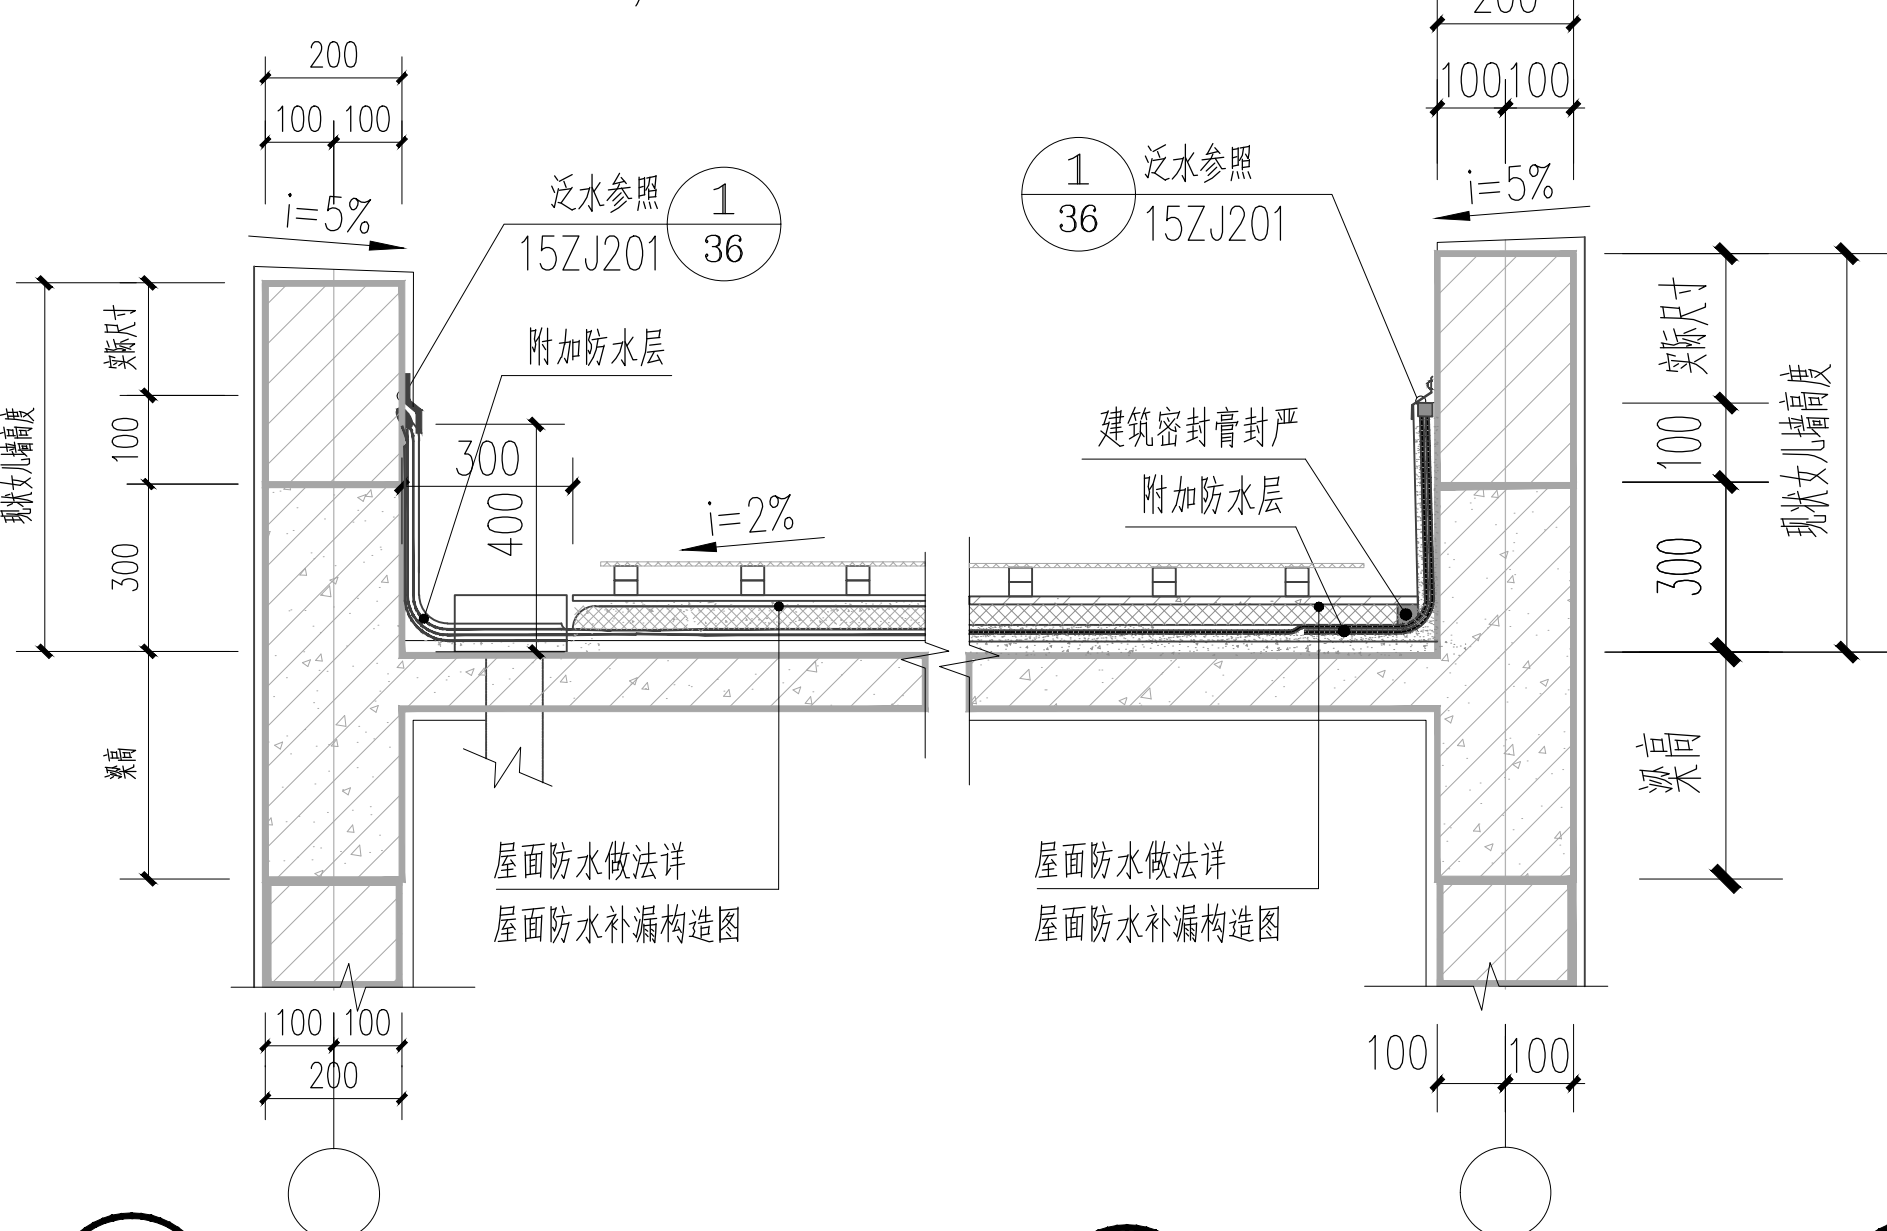 200
200
100 100
100 100
i=5%
i=5%
泛水参照
15ZJ201
1
36
1
36
泛水参照
15ZJ201
附加防水层
建筑密封膏封严
附加防水层
300
400
i=2%
现状女儿墙高度
实际尺寸
100
300
梁高
实际尺寸
100
300
梁高
现状女儿墙高度
屋面防水做法详
屋面防水补漏构造图
屋面防水做法详
屋面防水补漏构造图
100 100
200
100 100